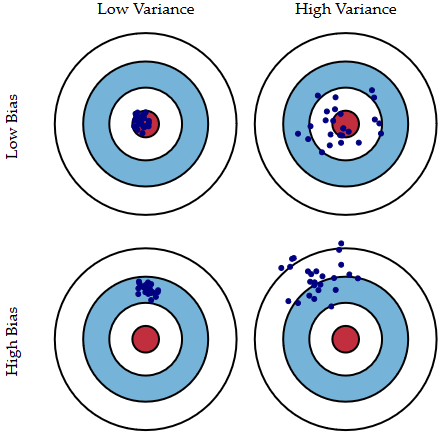 Low Variance
High Variance
Low Bias
High Bias